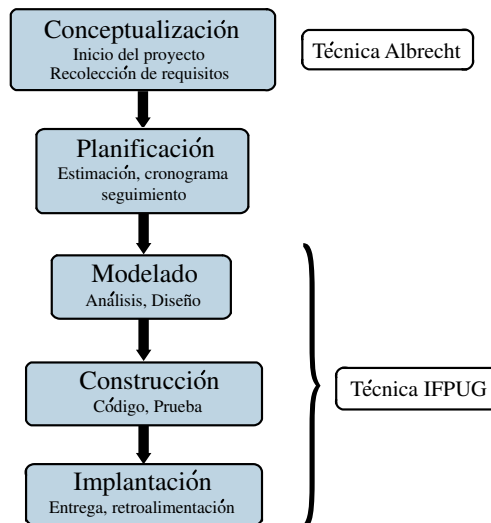 Conceptualización
Inicio del proyecto
Recolección de requisitos
Técnica Albrecht
Planificación
Estimación, cronograma
seguimiento
Modelado
Análisis, Diseño
Construcción
Código, Prueba
Técnica IFPUG
Implantación
Entrega, retroalimentación